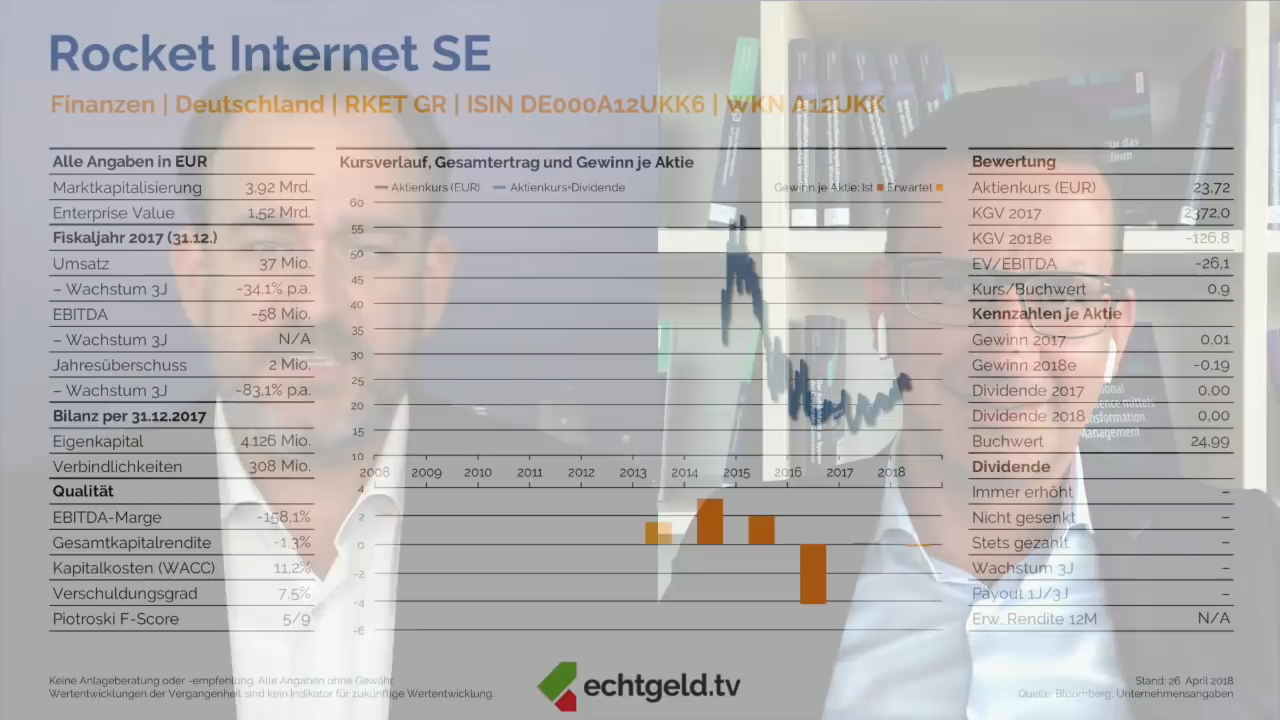 Rocket Internet SE
Finanzen | Deutschland | RKET GR | ISIN DE000A12UKK6 | WKN A12UKK
Alle Angaben in EUR
Marktkapitalisierung 3,92 Mrd.
Enterprise Value 1,52 Mrd.
Fiskaljahr 2017 (31.12.)
Umsatz 37 Mio.
– Wachstum 3J -34,1% p.a.
EBITDA -58 Mio.
– Wachstum 3J N/A
Jahresüberschuss 2 Mio.
– Wachstum 3J -83,1% p.a.
Bilanz per 31.12.2017
Eigenkapital 4.126 Mio.
Verbindlichkeiten 308 Mio.
Qualität
EBITDA-Marge -158,1%
Gesamtkapitalrendite -1,3%
Kapitalkosten (WACC) 11,2%
Verschuldungsgrad 7,5%
Piotroski F-Score 5/9
Kursverlauf, Gesamtertrag und Gewinn je Aktie
Aktienkurs (EUR) Aktienkurs+Dividende Gewinn je Aktie: Ist Erwartet
60
55
50
45
40
35
30
25
20
15
10
2008 2009 2010 2011 2012 2013 2014 2015 2016 2017 2018
4
2
0
-2
-4
-6
Bewertung
Aktienkurs (EUR) 23,72
KGV 2017 2372,0
KGV 2018e -126,8
EV/EBITDA -26,1
Kurs/Buchwert 0,9
Kennzahlen je Aktie
Gewinn 2017 0,01
Gewinn 2018e -0,19
Dividende 2017 0,00
Dividende 2018 0,00
Buchwert 24,99
Dividende
Immer erhöht –
Nicht gesenkt –
Stets gezahlt –
Wachstum 3J –
Payout 1J/3J –
Erw. Rendite 12M N/A
für das
Management
Keine Anlageberatung oder -empfehlung. Alle Angaben ohne Gewähr.
Wertentwicklungen der Vergangenheit sind kein Indikator für zukünftige Wertentwicklung.
echtgeld.tv
Stand: 26. April 2018
Quelle: Bloomberg, Unternehmensangaben